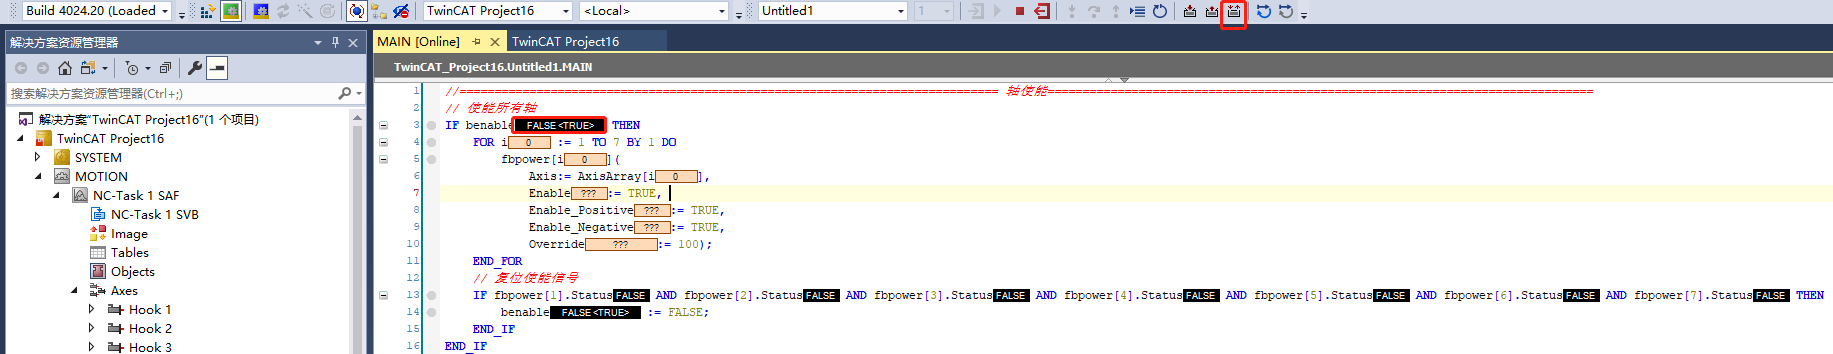 Build 4024.20 (Loaded TwinCAT Project16 <Local> Untitled1 1
解决方案资源管理器
搜索解决方案资源管理器(Ctrl+;)
解决方案"TwinCAT Project16"(1 个项目)
TwinCAT Project16
SYSTEM
MOTION
NC-Task 1 SAF
NC-Task 1 SVB
Image
Tables
Objects
Axes
Hook 1
Hook 2
Hook 3
MAIN [Online] TwinCAT Project16
TwinCAT_Project16.Untitled1.MAIN
1 //============================================================================= 轴使能==============================================================================
2 // 使能所有轴
3 IF benable FALSE<TRUE> THEN
4 FOR i 0 := 1 TO 7 BY 1 DO
5 fbpower[i 0 ](
6 Axis:= AxisArray[i 0 ],
7 Enable ??? := TRUE,
8 Enable_Positive ??? := TRUE,
9 Enable_Negative ??? := TRUE,
10 Override ??? := 100);
11 END_FOR
12 // 复位使能信号
13 IF fbpower[1].Status FALSE AND fbpower[2].Status FALSE AND fbpower[3].Status FALSE AND fbpower[4].Status FALSE AND fbpower[5].Status FALSE AND fbpower[6].Status FALSE AND fbpower[7].Status FALSE THEN
14 benable FALSE<TRUE> := FALSE;
15 END_IF
16 END_IF